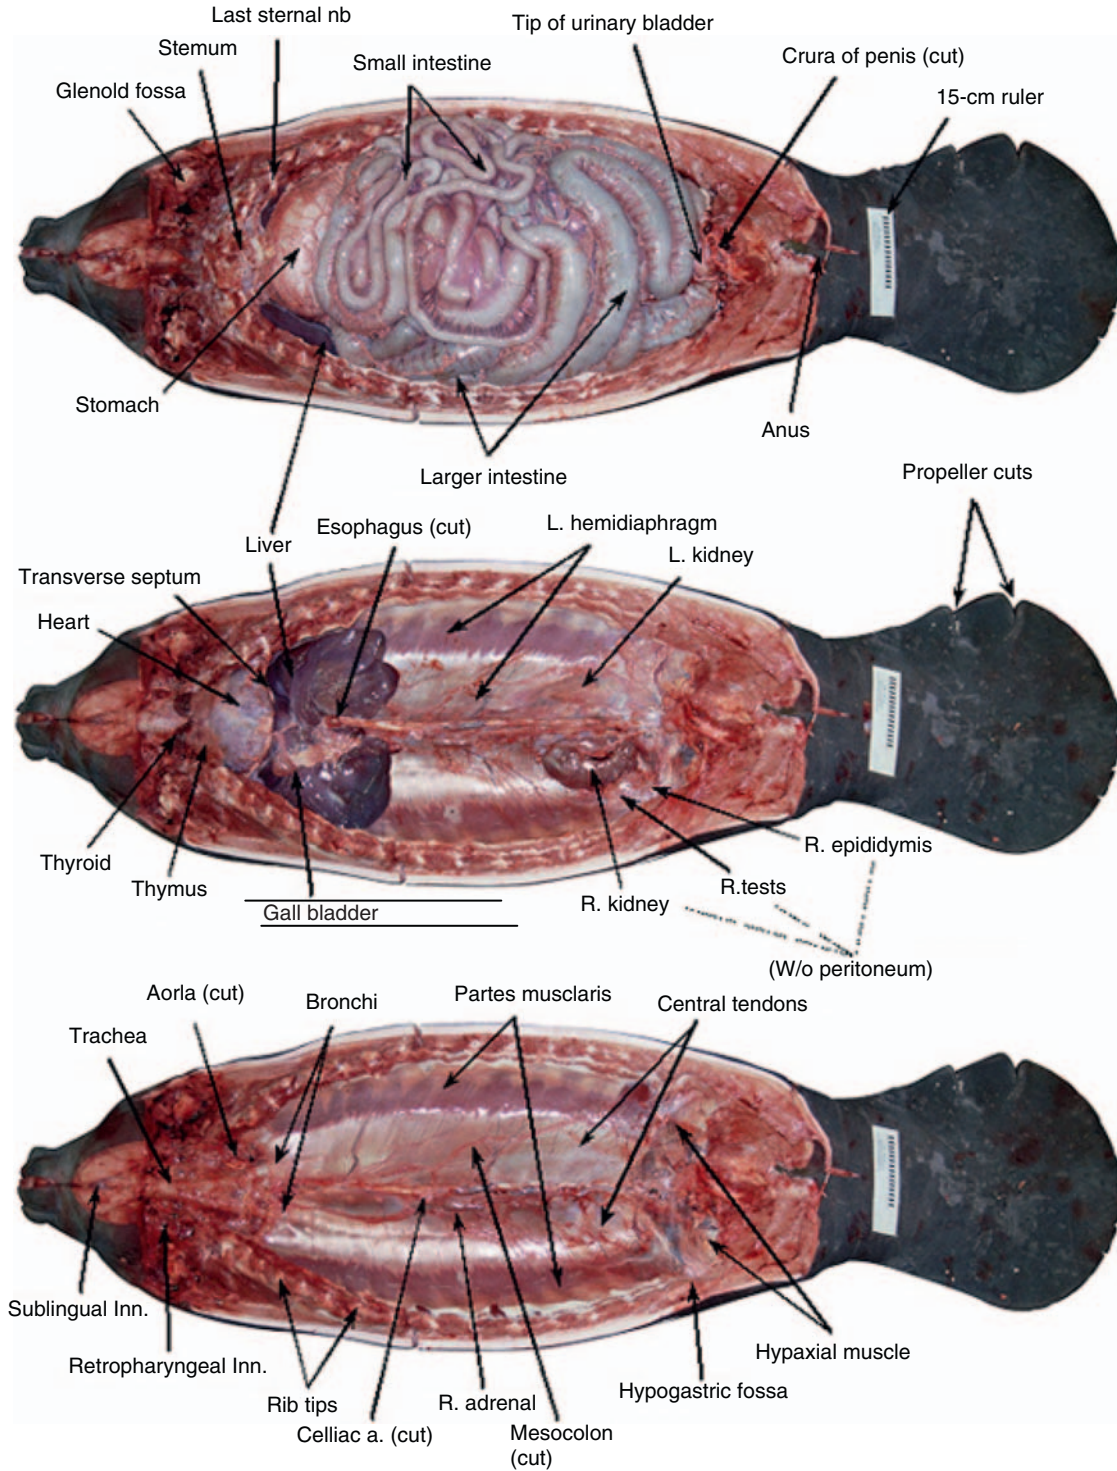 Last sternal nb
Tip of urinary bladder
Stemum
Small intestine
Crura of penis (cut)
Glenold fossa
15-cm ruler
Stomach
Anus
Larger intestine
Propeller cuts
Esophagus (cut)
L. hemidiaphragm
Liver
L. kidney
Transverse septum
Heart
Thyroid
R. epididymis
Thymus
R.tests
R. kidney
Gall bladder
(W/o peritoneum)
Aorla (cut)
Bronchi
Partes musclaris
Central tendons
Trachea
Sublingual Inn.
Retropharyngeal Inn.
Hypaxial muscle
Rib tips
R. adrenal
Hypogastric fossa
Celliac a. (cut)
Mesocolon
(cut)